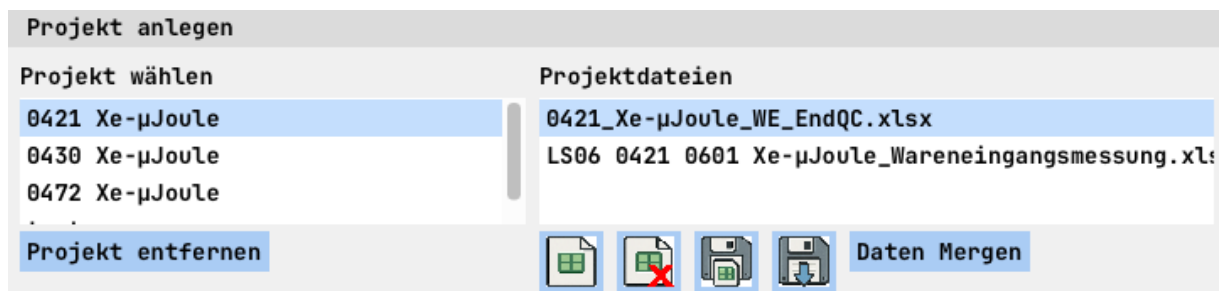 Projekt anlegen
Projekt wählen
0421 Xe-µJoule
0430 Xe-µJoule
0472 Xe-µJoule
Projekt entfernen
Projektdateien
0421_Xe-µJoule_WE_EndQC.xlsx
LS06 0421 0601 Xe-µJoule_Wareneingangsmessung.xls
Daten Mergen